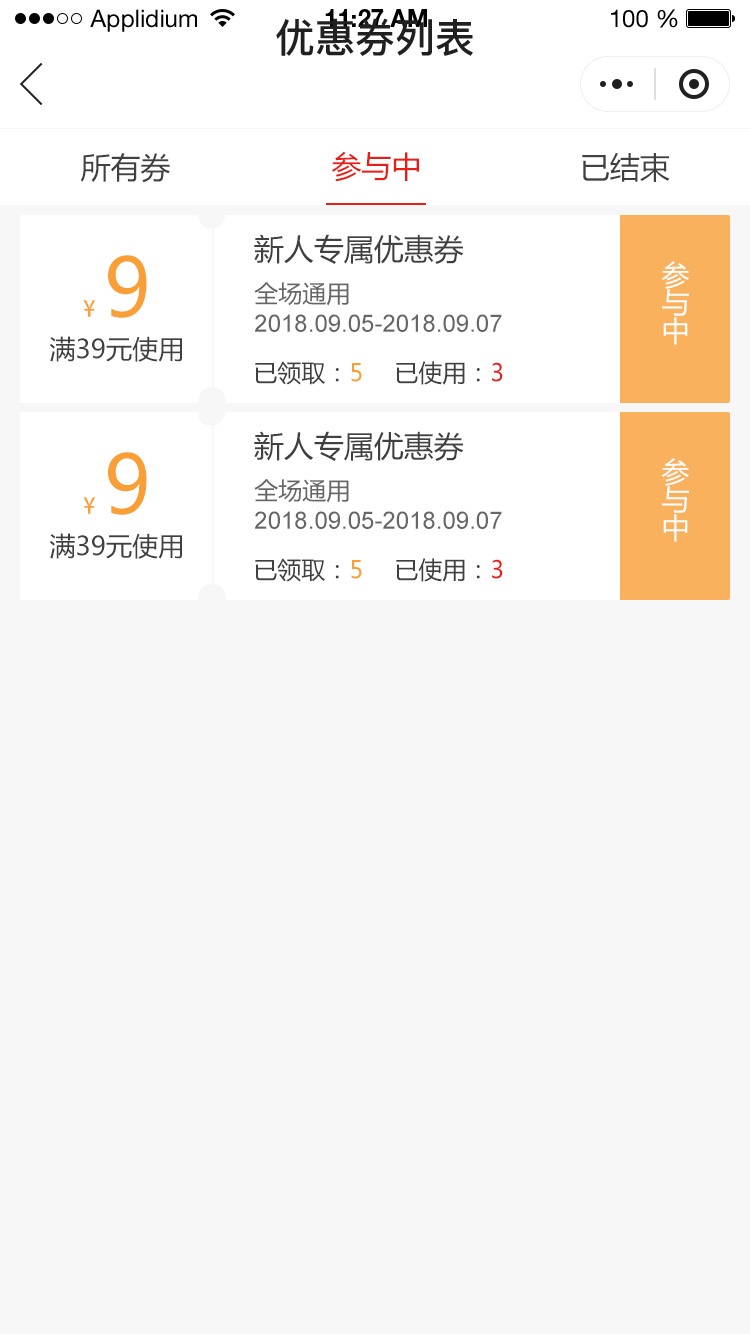 Applidium 11:27 AM 100 %
优惠券列表
所有券 参与中 已结束
新人专属优惠券
¥ 9
全场通用
2018.09.05-2018.09.07
满39元使用
已领取：5 已使用：3
参与中
新人专属优惠券
¥ 9
全场通用
2018.09.05-2018.09.07
满39元使用
已领取：5 已使用：3
参与中